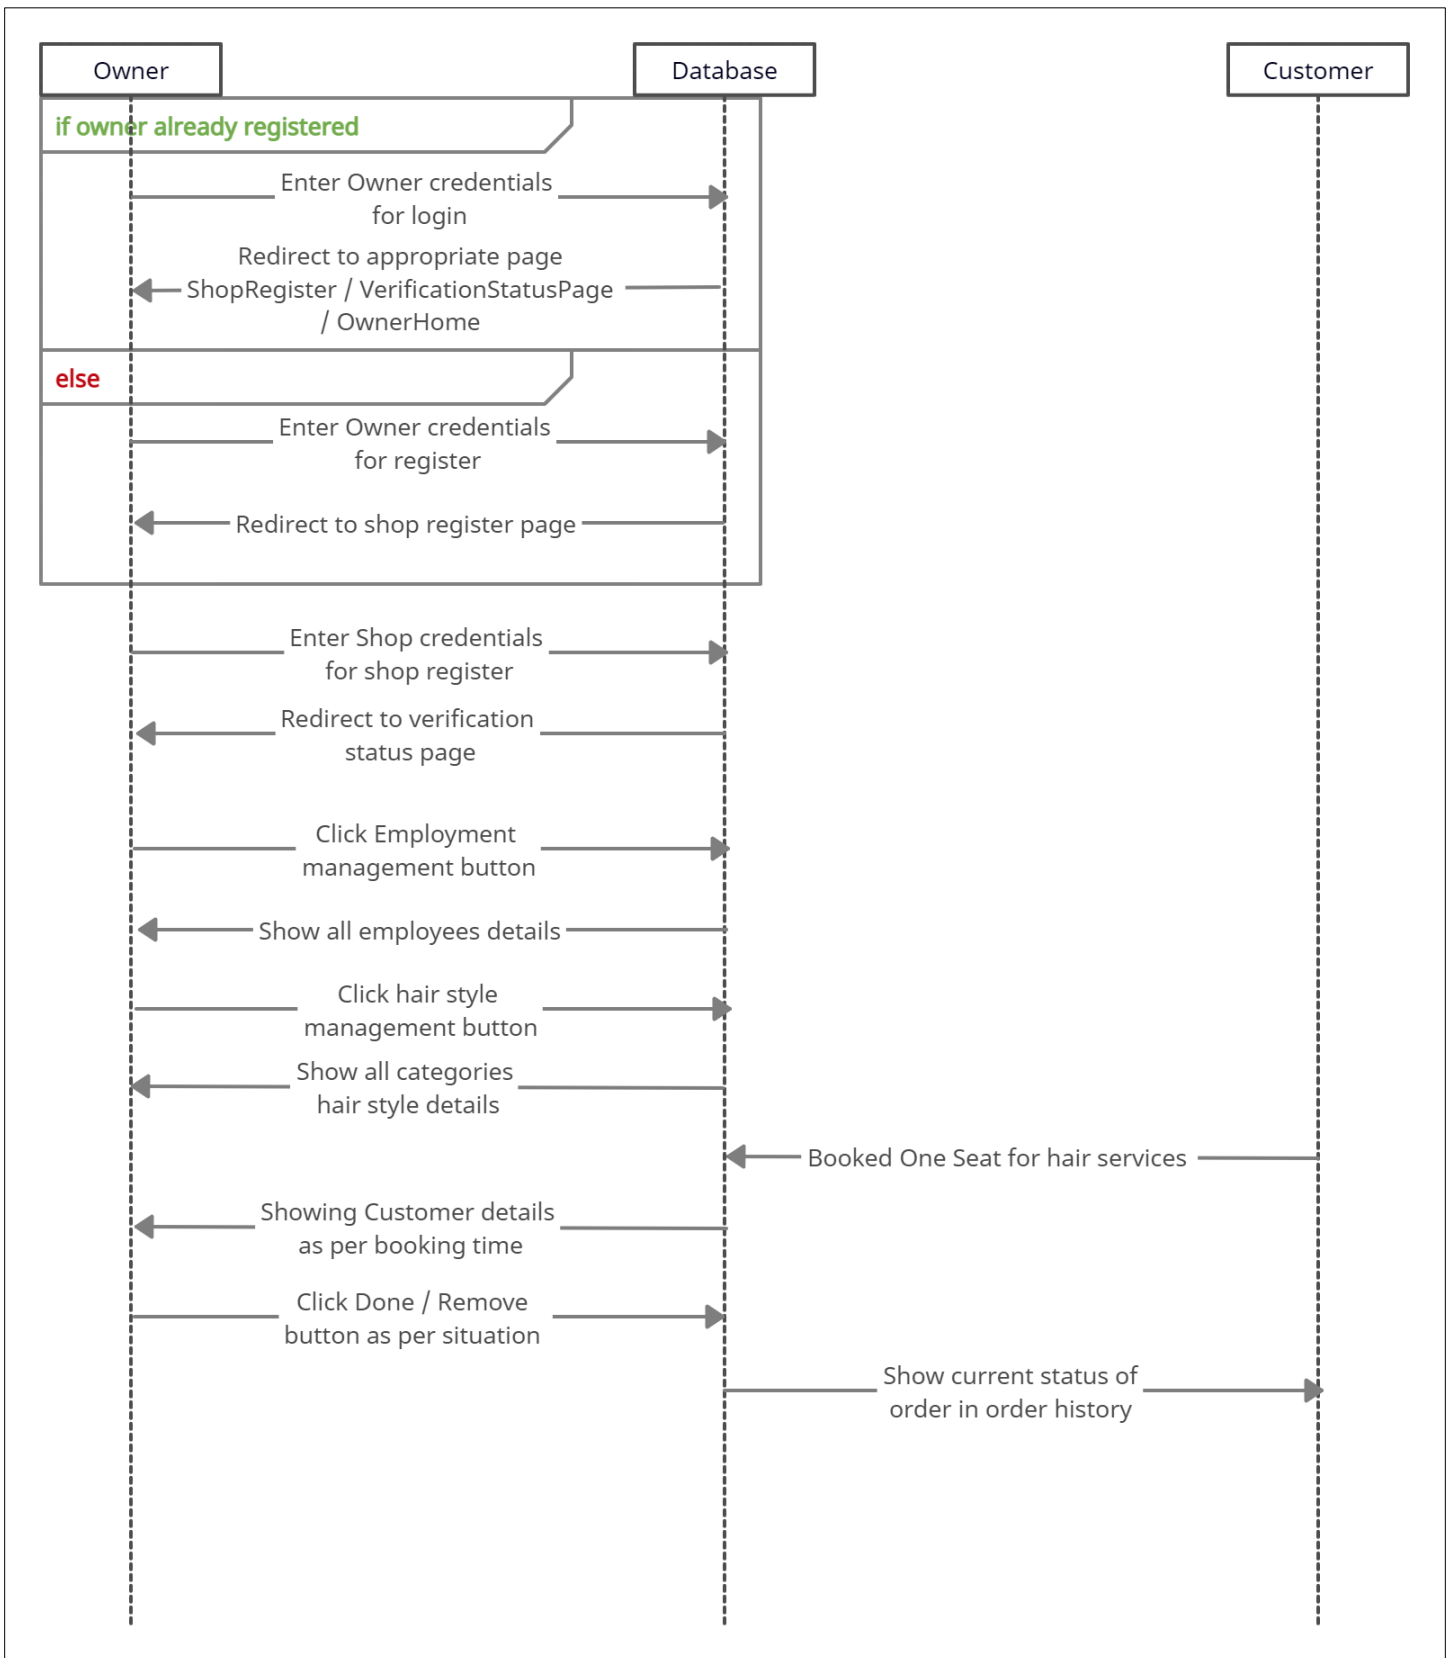 Owner
Database
Customer
if owner already registered
Enter Owner credentials
for login
Redirect to appropriate page
ShopRegister / VerificationStatusPage
/ OwnerHome
else
Enter Owner credentials
for register
Redirect to shop register page
Enter Shop credentials
for shop register
Redirect to verification
status page
Click Employment
management button
Show all employees details
Click hair style
management button
Show all categories
hair style details
Booked One Seat for hair services
Showing Customer details
as per booking time
Click Done / Remove
button as per situation
Show current status of
order in order history